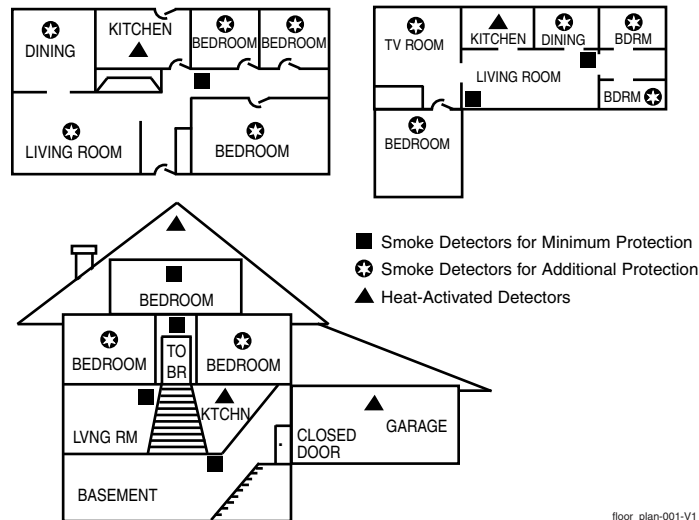 DINING
KITCHEN
BEDROOM
BEDROOM
LIVING ROOM
BEDROOM
TV ROOM
KITCHEN
DINING
BDRM
LIVING ROOM
BDRM
BEDROOM
Smoke Detectors for Minimum Protection
Smoke Detectors for Additional Protection
Heat-Activated Detectors
BEDROOM
BEDROOM
TO
BR
BEDROOM
LVNG RM
KTCHN
CLOSED
DOOR
GARAGE
BASEMENT
floor_plan-001-V1